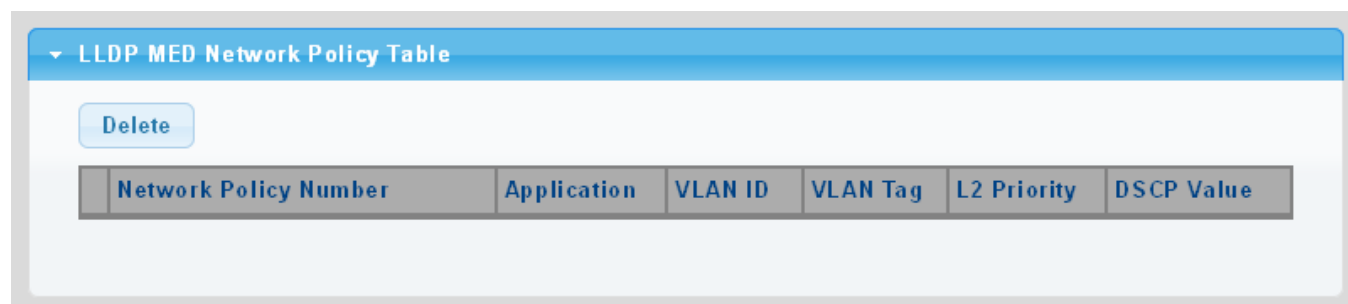 LLDP MED Network Policy Table
Delete
Network Policy Number Application VLAN ID VLAN Tag L2 Priority DSCP Value